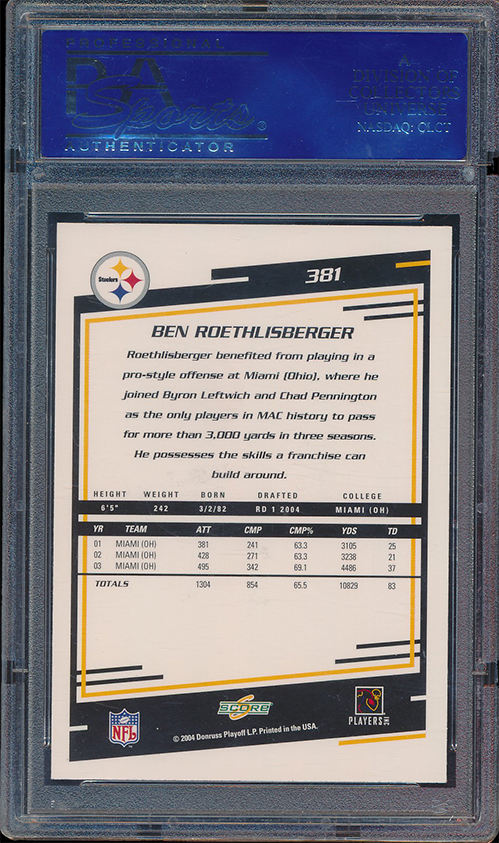 PROFESSIONAL
PSA
Sports®
AUTHENTICATOR
A
DIVISION OF
COLLECTORS
UNIVERSE
NASDAQ: CLCT
Steelers
381
BEN ROETHLISBERGER
Roethlisberger benefited from playing in a
pro-style offense at Miami (Ohio), where he
joined Byron Leftwich and Chad Pennington
as the only players in MAC history to pass
for more than 3,000 yards in three seasons.
He possesses the skills a franchise can
build around.
HEIGHT WEIGHT BORN DRAFTED COLLEGE
6'5" 242 3/2/82 RD 1 2004 MIAMI (OH)
YR TEAM ATT CMP CMP% YDS TD
01 MIAMI (OH) 381 241 63.3 3105 25
02 MIAMI (OH) 428 271 63.3 3238 21
03 MIAMI (OH) 495 342 69.1 4486 37
TOTALS 1304 854 65.5 10829 83
NFL
SCORE
PLAYERS INC
© 2004 Donruss Playoff L.P. Printed in the USA.